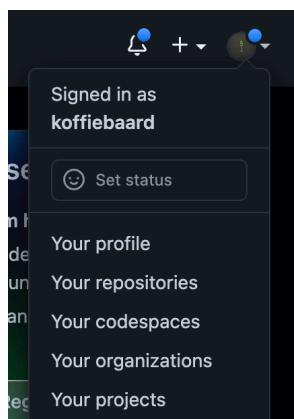 Signed in as
koffiebaard
Set status
Your profile
Your repositories
Your codespaces
Your organizations
Your projects